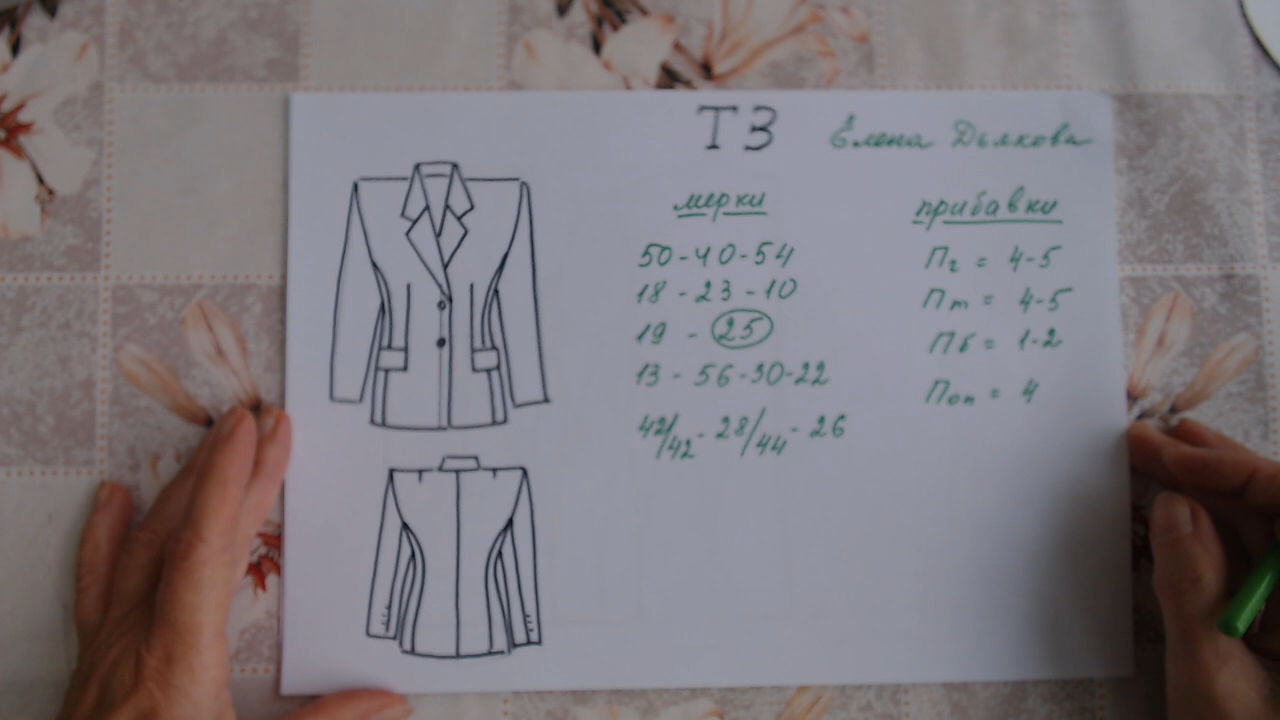 ТЗ
Елена Дьякова
мерки
50-40-54
18-23-10
19 - 25
13-56-30-22
42/42-28/44-26
прибавки
Пг = 4-5
Пт = 4-5
Пб = 1-2
Поп = 4